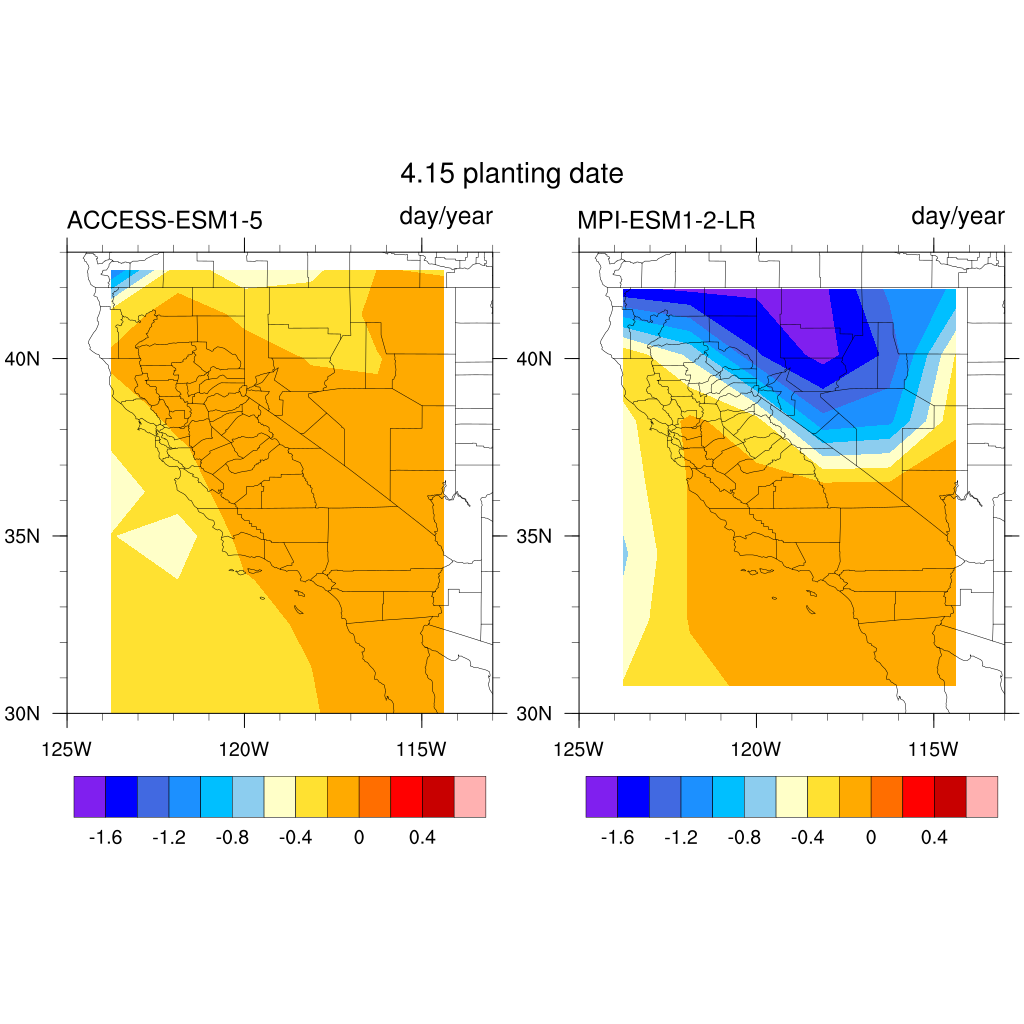 4.15 planting date
ACCESS-ESM1-5 day/year MPI-ESM1-2-LR day/year
40N 40N
35N 35N
30N 30N
125W 120W 115W 125W 120W 115W
-1.6 -1.2 -0.8 -0.4 0 0.4 -1.6 -1.2 -0.8 -0.4 0 0.4